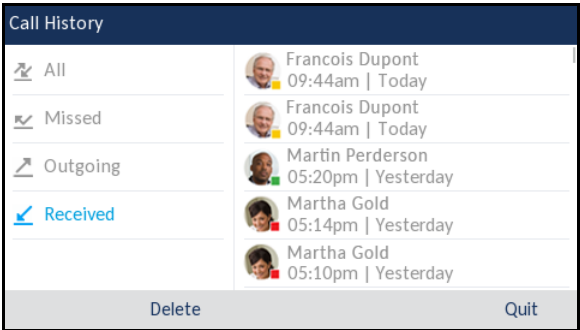 Call History
All
Missed
Outgoing
Received
Francois Dupont
09:44am | Today
Francois Dupont
09:44am | Today
Martin Perderson
05:20pm | Yesterday
Martha Gold
05:14pm | Yesterday
Martha Gold
05:10pm | Yesterday
Delete
Quit